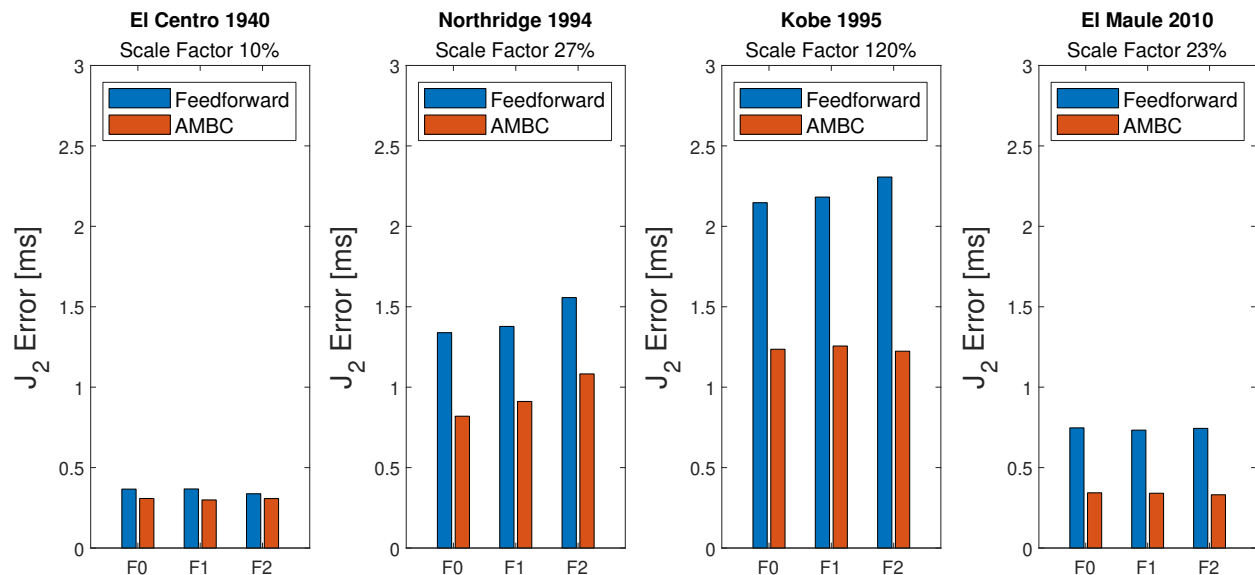 El Centro 1940
Scale Factor 10%
3
2.5
2
1.5
1
0.5
0
J2 Error [ms]
Feedforward
AMBC
F0 F1 F2
Northridge 1994
Scale Factor 27%
3
2.5
2
1.5
1
0.5
0
J2 Error [ms]
Feedforward
AMBC
F0 F1 F2
Kobe 1995
Scale Factor 120%
3
2.5
2
1.5
1
0.5
0
J2 Error [ms]
Feedforward
AMBC
F0 F1 F2
El Maule 2010
Scale Factor 23%
3
2.5
2
1.5
1
0.5
0
J2 Error [ms]
Feedforward
AMBC
F0 F1 F2